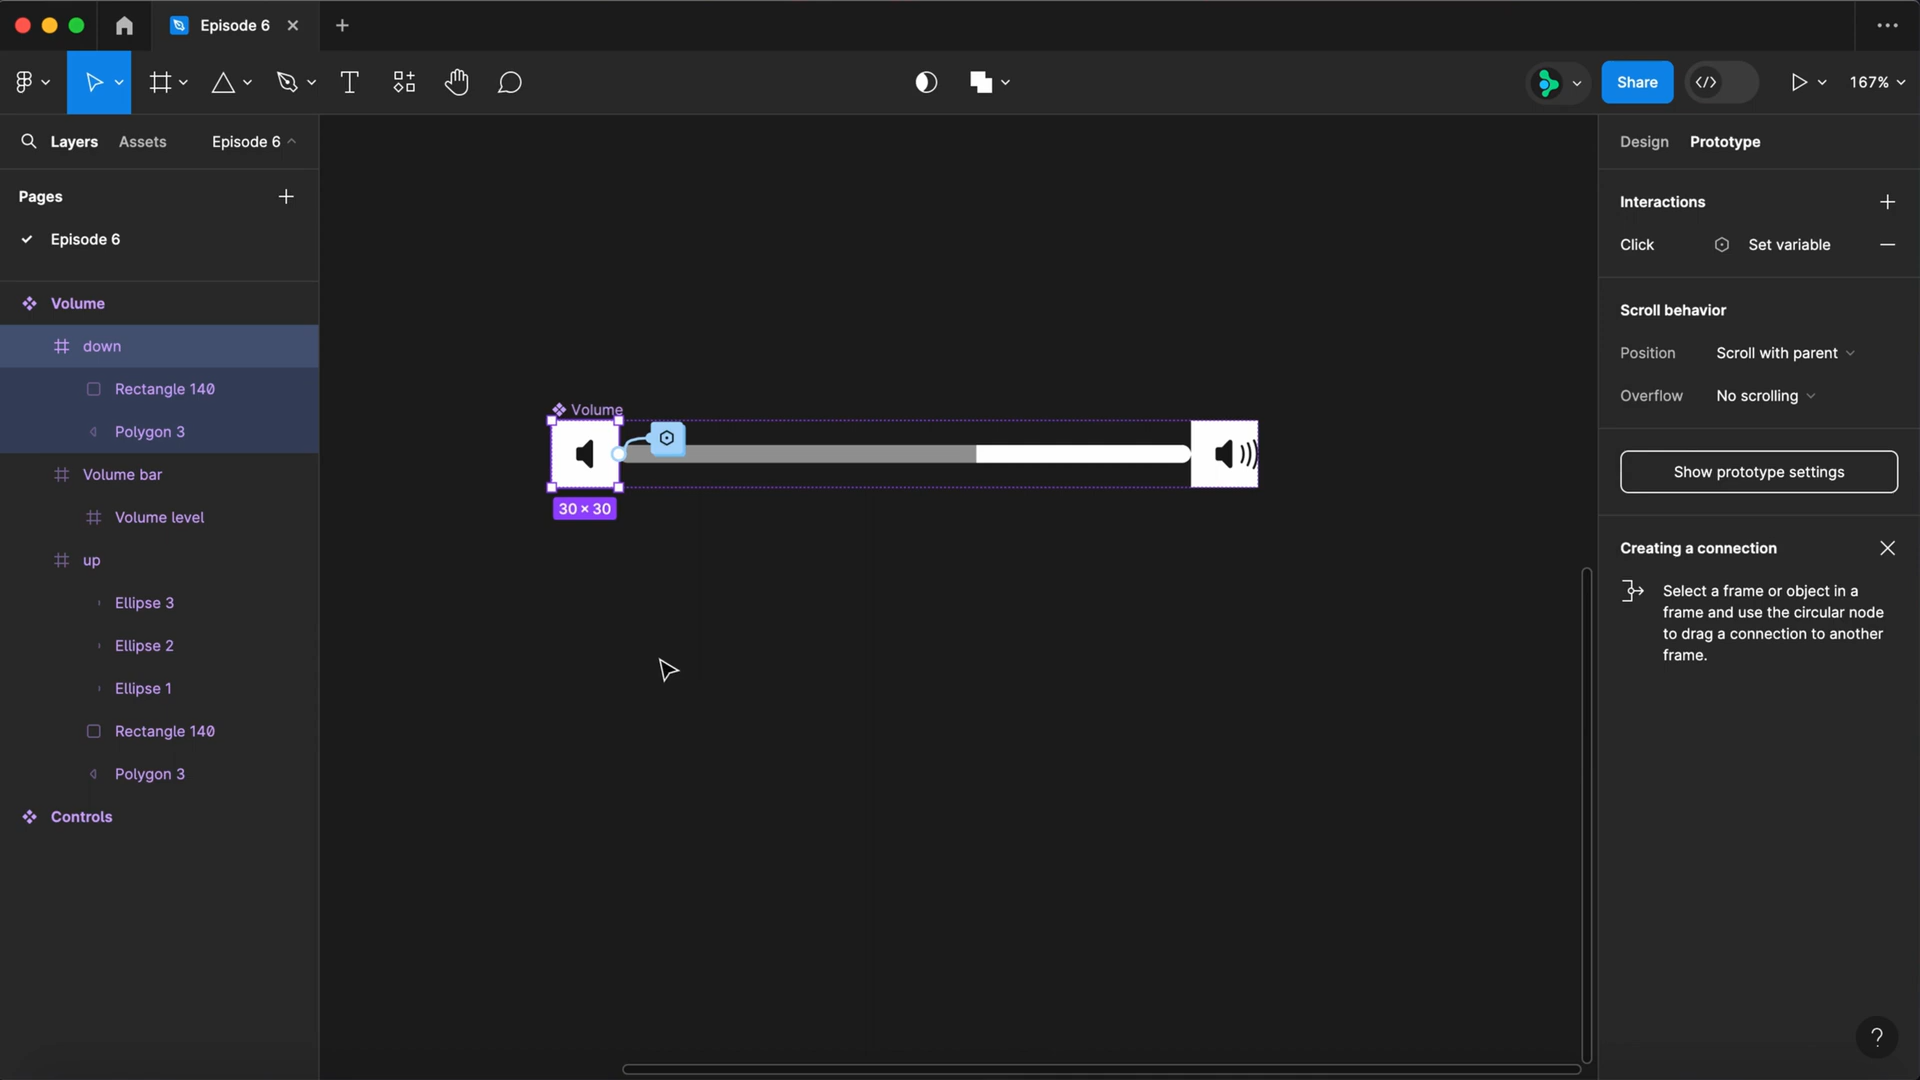 Episode 6
Share
167%
Layers
Assets
Episode 6
Pages
Episode 6
Volume
down
Rectangle 140
Polygon 3
Volume bar
Volume level
up
Ellipse 3
Ellipse 2
Ellipse 1
Rectangle 140
Polygon 3
Controls
Volume
30 × 30
Design
Prototype
Interactions
Click
Set variable
Scroll behavior
Position
Scroll with parent
Overflow
No scrolling
Show prototype settings
Creating a connection
Select a frame or object in a
frame and use the circular node
to drag a connection to another
frame.
?